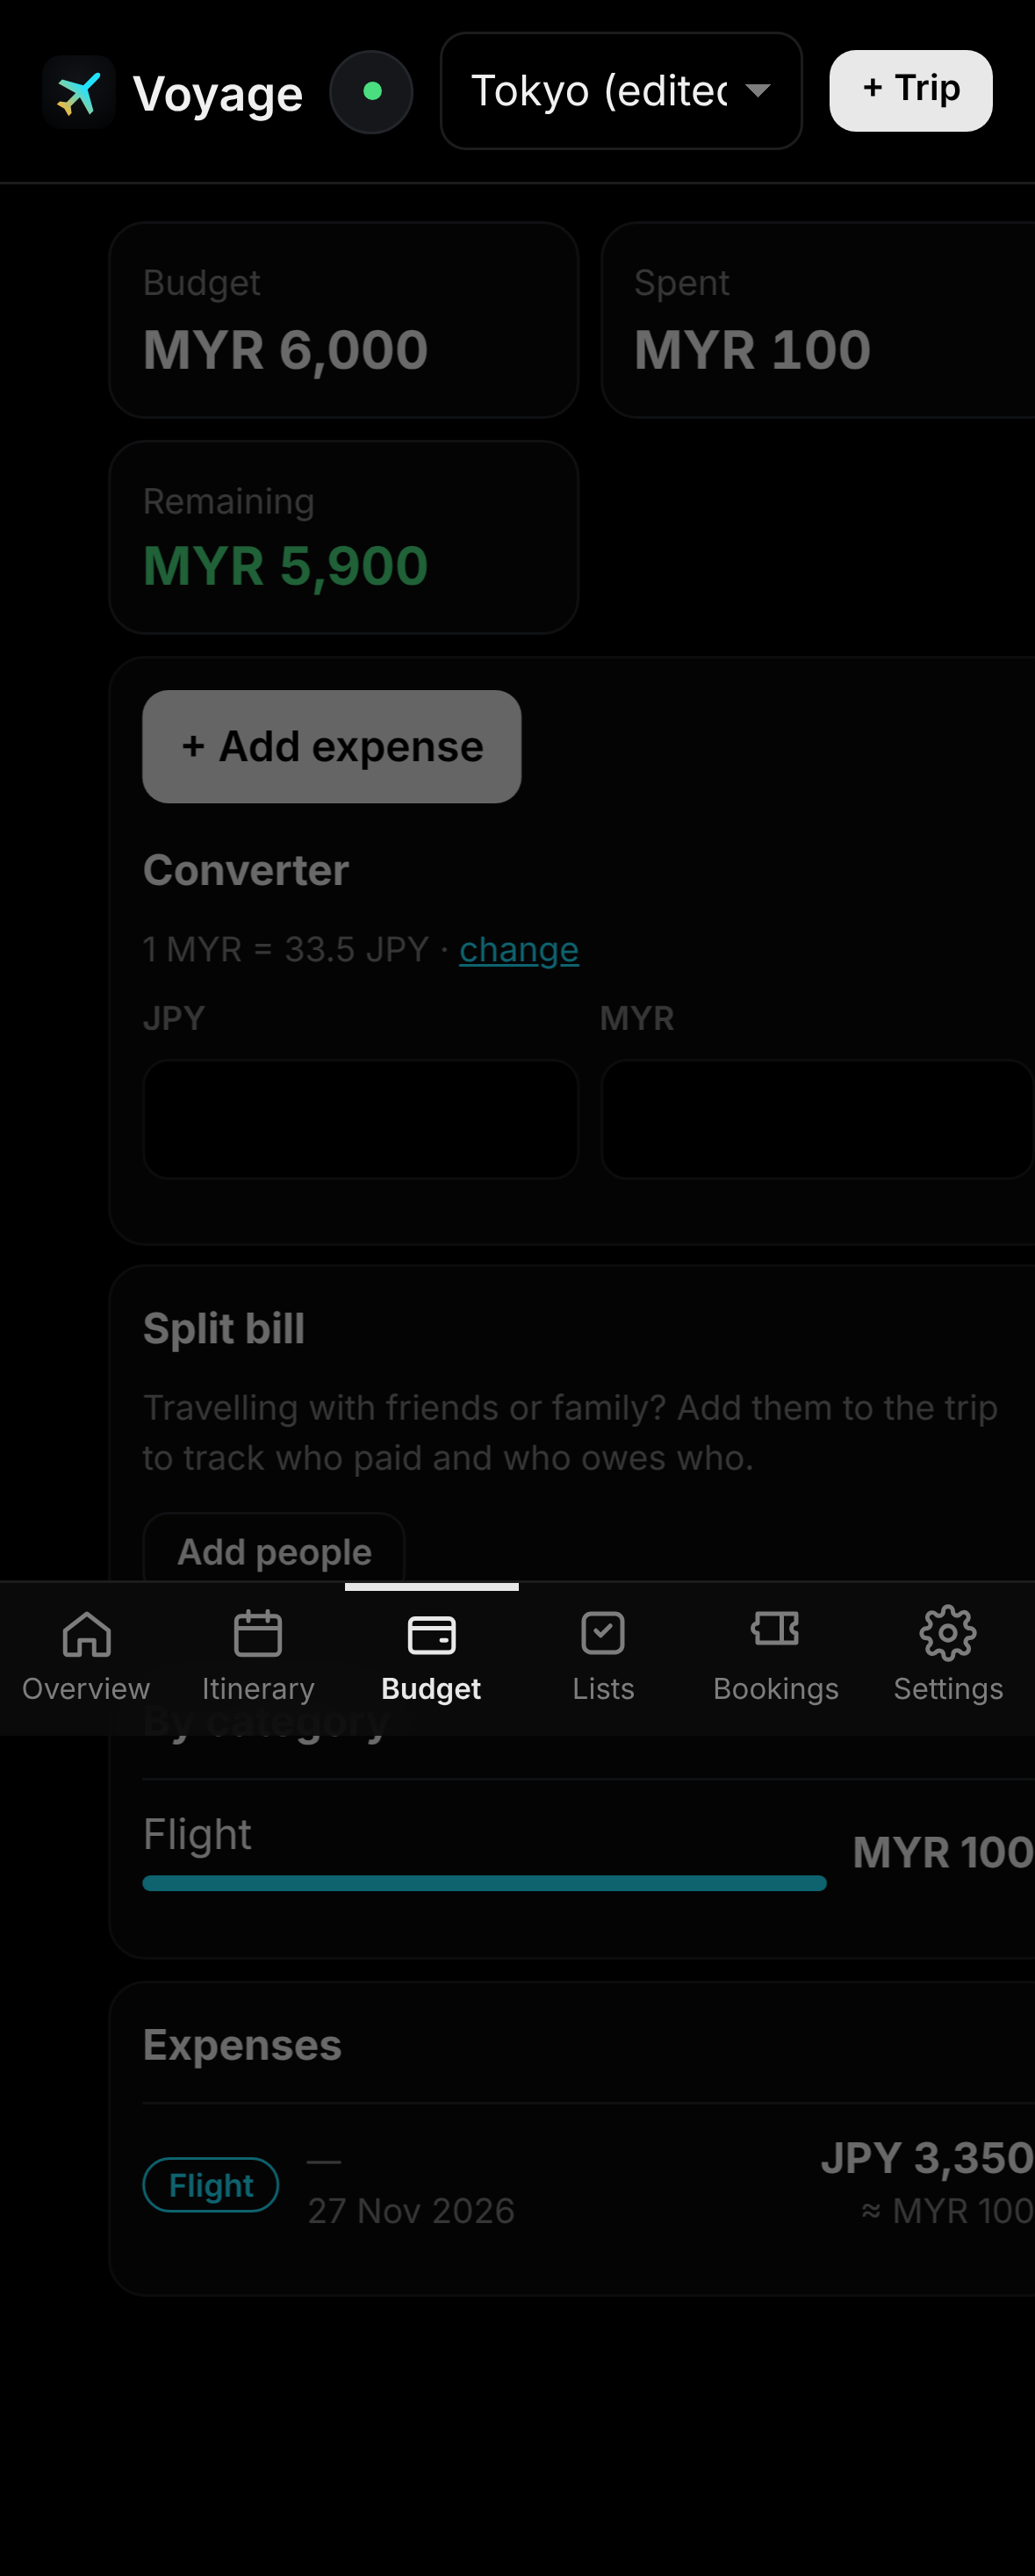 Voyage
Tokyo (edited
+ Trip
Budget
MYR 6,000
Spent
MYR 100
Remaining
MYR 5,900
+ Add expense
Converter
1 MYR = 33.5 JPY · change
JPY
MYR
Split bill
Travelling with friends or family? Add them to the trip
to track who paid and who owes who.
Add people
Overview
Itinerary
Budget
Lists
Bookings
Settings
By category
Flight
MYR 100
Expenses
Flight
—
27 Nov 2026
JPY 3,350
≈ MYR 100